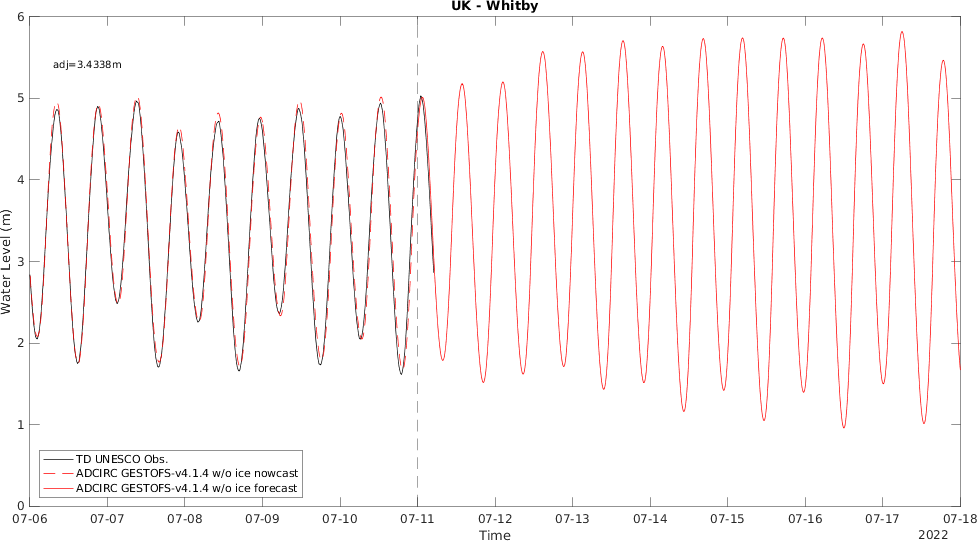 UK - Whitby
adj=3.4338m
Water Level (m)
6
5
4
3
2
1
0
TD UNESCO Obs.
ADCIRC GESTOFS-v4.1.4 w/o ice nowcast
ADCIRC GESTOFS-v4.1.4 w/o ice forecast
07-06 07-07 07-08 07-09 07-10 07-11 07-12 07-13 07-14 07-15 07-16 07-17 07-18
Time
2022